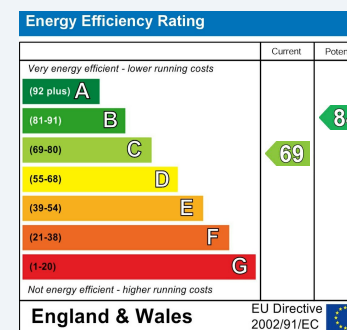 Energy Efficiency Rating
Current
Very energy efficient - lower running costs
(92 plus) A
(81-91) B
(69-80) C
69
(55-68) D
(39-54) E
(21-38) F
(1-20) G
Not energy efficient - higher running costs
England & Wales
EU Directive
2002/91/EC